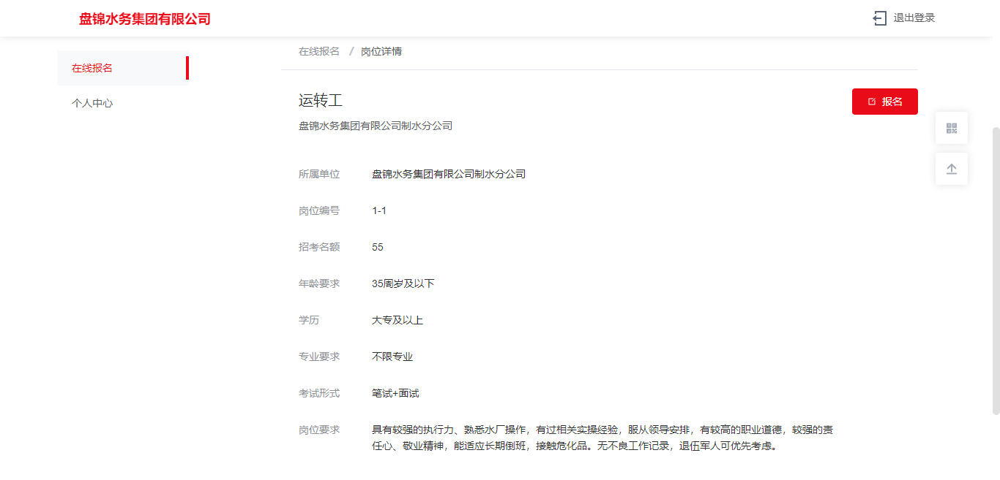 盘锦水务集团有限公司
退出登录
在线报名
个人中心
在线报名 / 岗位详情
运转工
报名
盘锦水务集团有限公司制水分公司
所属单位 盘锦水务集团有限公司制水分公司
岗位编号 1-1
招考名额 55
年龄要求 35周岁及以下
学历 大专及以上
专业要求 不限专业
考试形式 笔试+面试
岗位要求 具有较强的执行力、熟悉水厂操作，有过相关实操经验，服从领导安排，有较高的职业道德，较强的责
任心、敬业精神，能适应长期倒班，接触危化品。无不良工作记录，退伍军人可优先考虑。